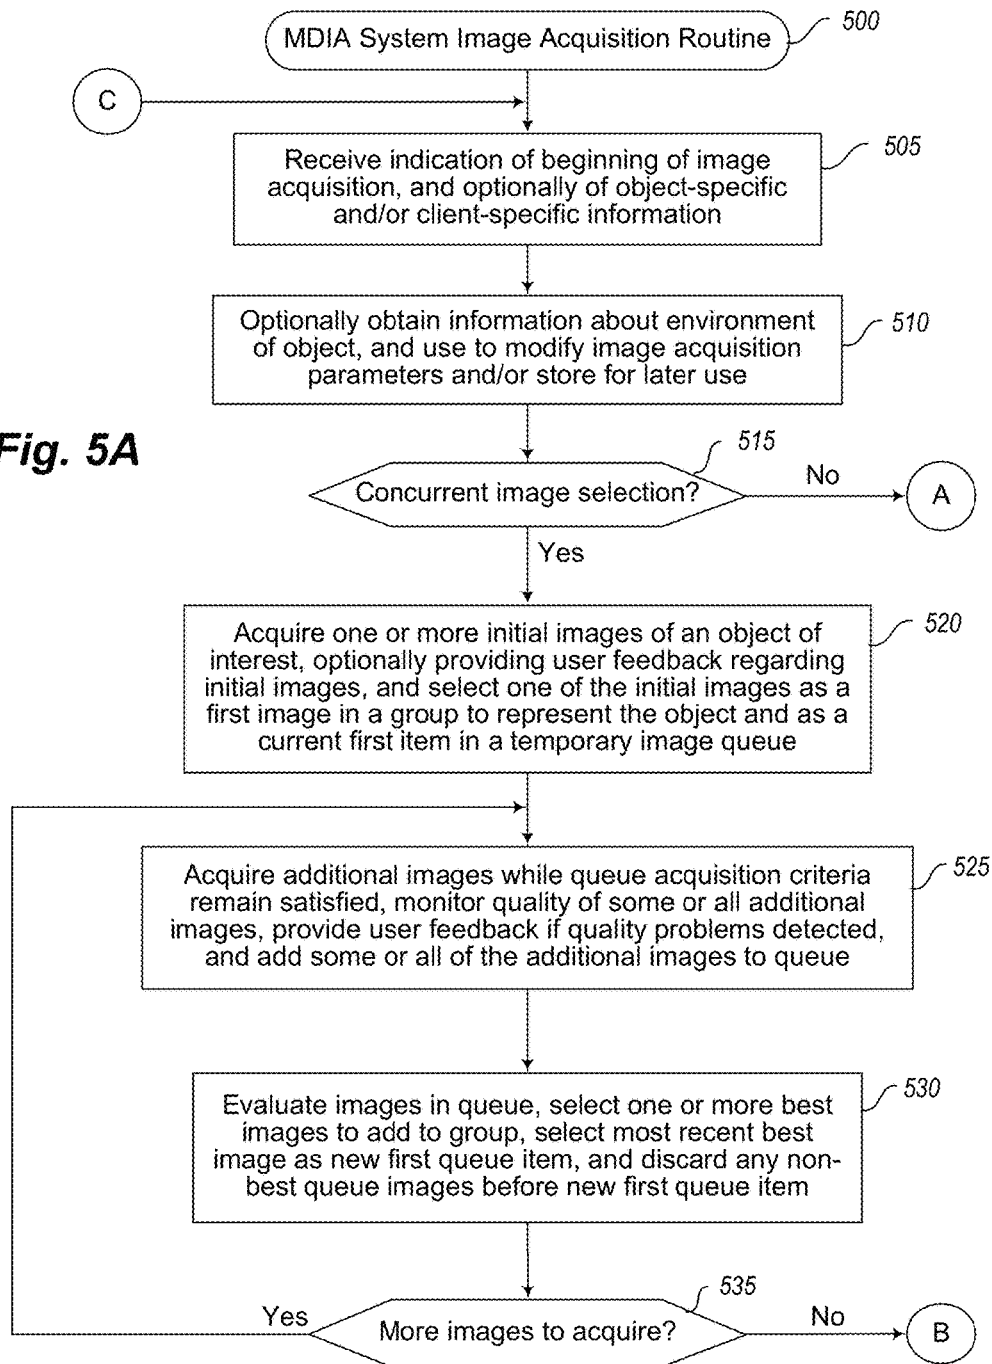 MDIA System Image Acquisition Routine
500
C
505
Receive indication of beginning of image
acquisition, and optionally of object-specific
and/or client-specific information
510
Optionally obtain information about environment
of object, and use to modify image acquisition
parameters and/or store for later use
Fig. 5A
515
Concurrent image selection?
No
A
Yes
520
Acquire one or more initial images of an object of
interest, optionally providing user feedback regarding
initial images, and select one of the initial images as a
first image in a group to represent the object and as a
current first item in a temporary image queue
525
Acquire additional images while queue acquisition criteria
remain satisfied, monitor quality of some or all additional
images, provide user feedback if quality problems detected,
and add some or all of the additional images to queue
530
Evaluate images in queue, select one or more best
images to add to group, select most recent best
image as new first queue item, and discard any non-
best queue images before new first queue item
535
Yes
More images to acquire?
No
B